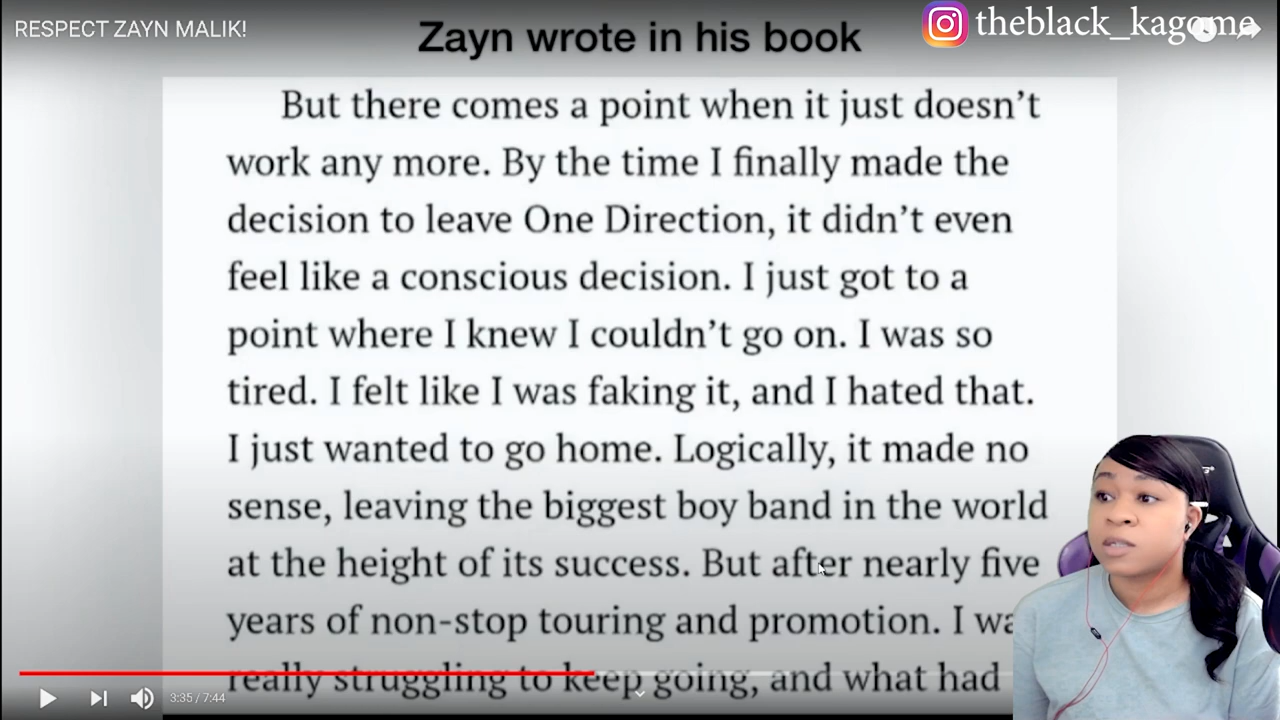 RESPECT ZAYN MALIK!
Zayn wrote in his book
theblack_kagome
But there comes a point when it just doesn’t
work any more. By the time I finally made the
decision to leave One Direction, it didn’t even
feel like a conscious decision. I just got to a
point where I knew I couldn’t go on. I was so
tired. I felt like I was faking it, and I hated that.
I just wanted to go home. Logically, it made no
sense, leaving the biggest boy band in the world
at the height of its success. But after nearly five
years of non-stop touring and promotion. I wa
really struggling to keep going, and what had
3:35 / 7:44